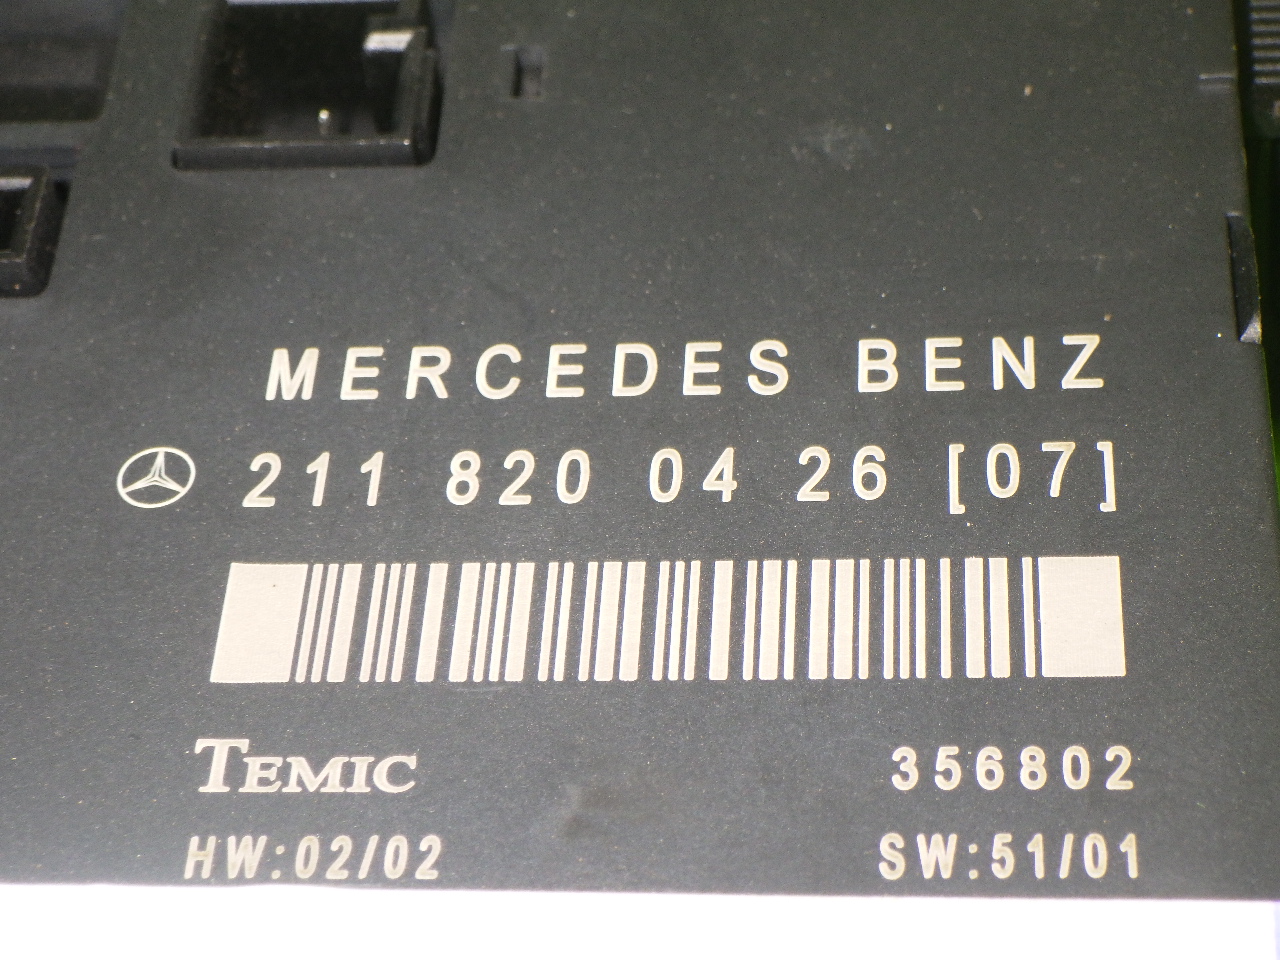 MERCEDES BENZ
211 820 04 26 [07]
TEMIC 356802
HW:02/02 SW:51/01